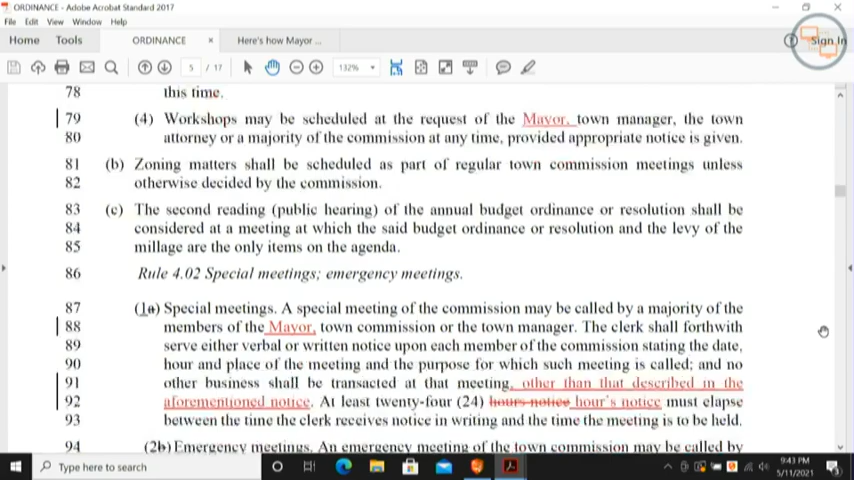 ORDINANCE - Adobe Acrobat Standard 2017
File Edit View Window Help
Home Tools ORDINANCE × Here's how Mayor ... Sign In
5 / 17 132%
78 this time.
79 (4) Workshops may be scheduled at the request of the Mayor, town manager, the town
80 attorney or a majority of the commission at any time, provided appropriate notice is given.
81 (b) Zoning matters shall be scheduled as part of regular town commission meetings unless
82 otherwise decided by the commission.
83 (c) The second reading (public hearing) of the annual budget ordinance or resolution shall be
84 considered at a meeting at which the said budget ordinance or resolution and the levy of the
85 millage are the only items on the agenda.
86 Rule 4.02 Special meetings; emergency meetings.
87 (1a) Special meetings. A special meeting of the commission may be called by a majority of the
88 members of the Mayor, town commission or the town manager. The clerk shall forthwith
89 serve either verbal or written notice upon each member of the commission stating the date,
90 hour and place of the meeting and the purpose for which such meeting is called; and no
91 other business shall be transacted at that meeting, other than that described in the
92 aforementioned notice. At least twenty-four (24) hours notice hour's notice must elapse
93 between the time the clerk receives notice in writing and the time the meeting is to be held.
94 (2b) Emergency meetings. An emergency meeting of the town commission may be called by
Type here to search
9:43 PM
5/11/2021